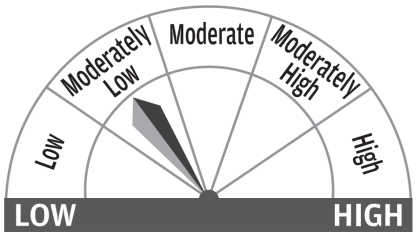 Low
Moderately
Low
Moderate
Moderately
High
High
LOW
HIGH